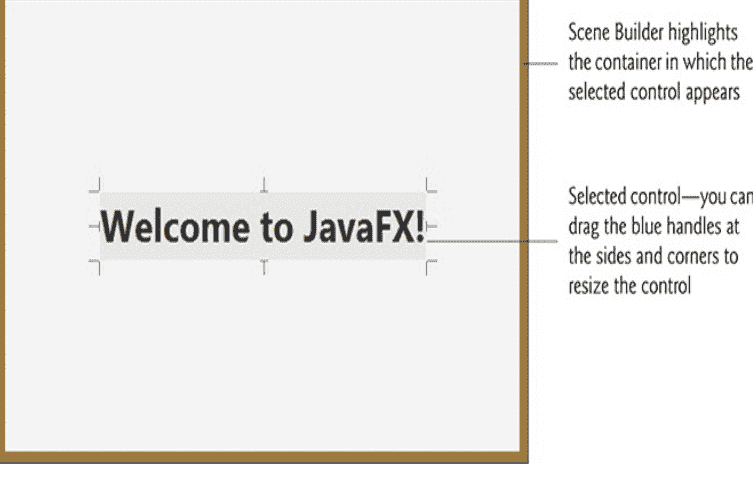 Scene Builder highlights
the container in which the
selected control appears
Welcome to JavaFX!
Selected control—you can
drag the blue handles at
the sides and corners to
resize the control